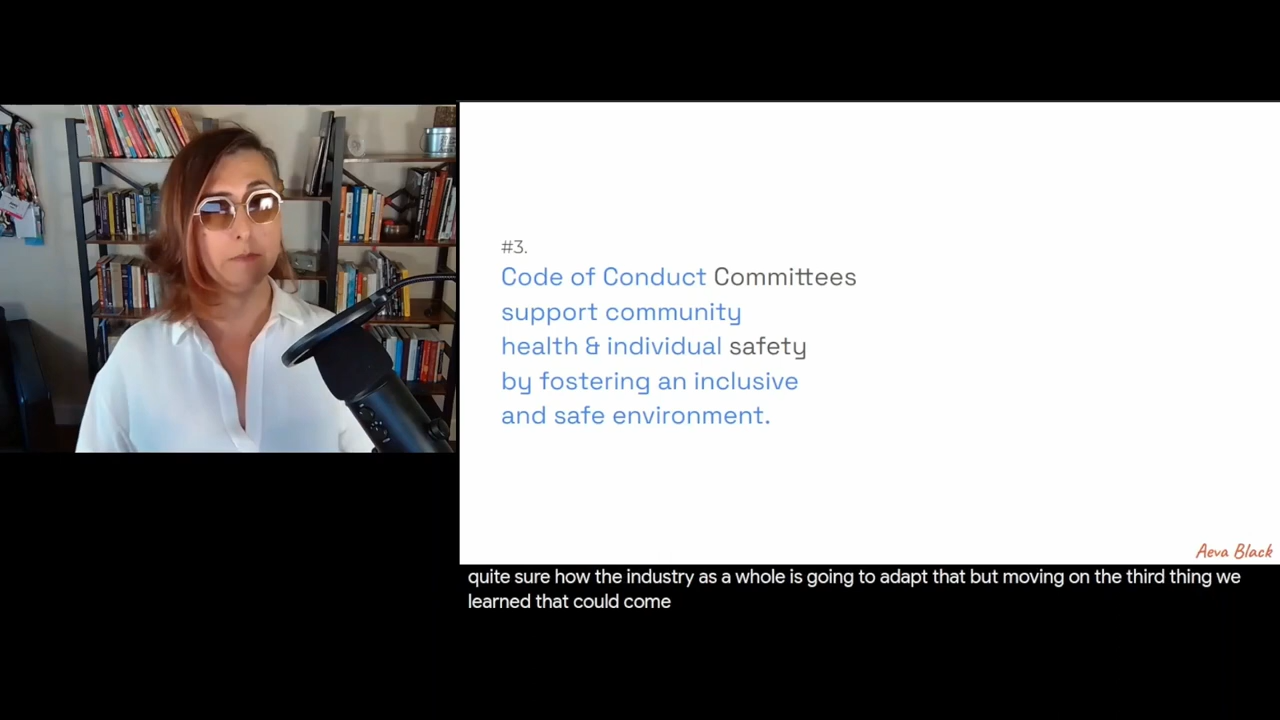 #3.
Code of Conduct Committees
support community
health & individual safety
by fostering an inclusive
and safe environment.
Aeva Black
quite sure how the industry as a whole is going to adapt that but moving on the third thing we
learned that could come